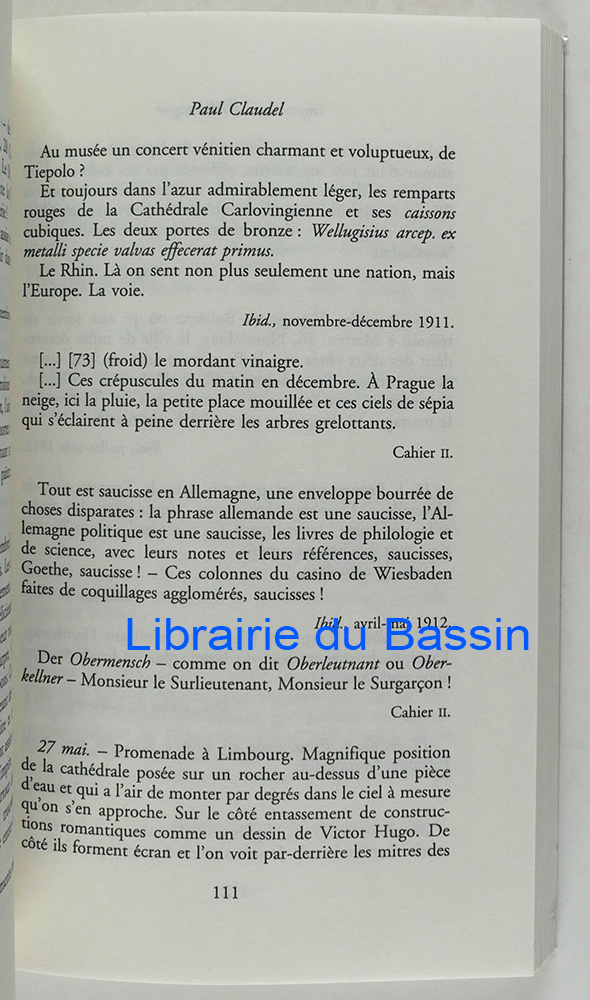 Paul Claudel
Au musée un concert vénitien charmant et voluptueux, de
Tiepolo ?
Et toujours dans l'azur admirablement léger, les remparts
rouges de la Cathédrale Carlovingienne et ses caissons
cubiques. Les deux portes de bronze : Wellugisius arcep. ex
metalli specie valvas effecerat primus.
Le Rhin. Là on sent non plus seulement une nation, mais
l'Europe. La voie.
Ibid., novembre-décembre 1911.
[...] [73] (froid) le mordant vinaigre.
[...] Ces crépuscules du matin en décembre. À Prague la
neige, ici la pluie, la petite place mouillée et ces ciels de sépia
qui s'éclairent à peine derrière les arbres grelottants.
Cahier II.
Tout est saucisse en Allemagne, une enveloppe bourrée de
choses disparates : la phrase allemande est une saucisse, l'Al-
lemagne politique est une saucisse, les livres de philologie et
de science, avec leurs notes et leurs références, saucisses,
Goethe, saucisse ! – Ces colonnes du casino de Wiesbaden
faites de coquillages agglomérés, saucisses !
Ibid., avril-mai 1912.
Librairie du Bassin
Der Obermensch – comme on dit Oberleutnant ou Ober-
kellner – Monsieur le Surlieutenant, Monsieur le Surgarçon !
Cahier II.
27 mai. – Promenade à Limbourg. Magnifique position
de la cathédrale posée sur un rocher au-dessus d'une pièce
d'eau et qui a l'air de monter par degrés dans le ciel à mesure
qu'on s'en approche. Sur le côté entassement de construc-
tions romantiques comme un dessin de Victor Hugo. De
côté ils forment écran et l'on voit par-derrière les mitres des
111